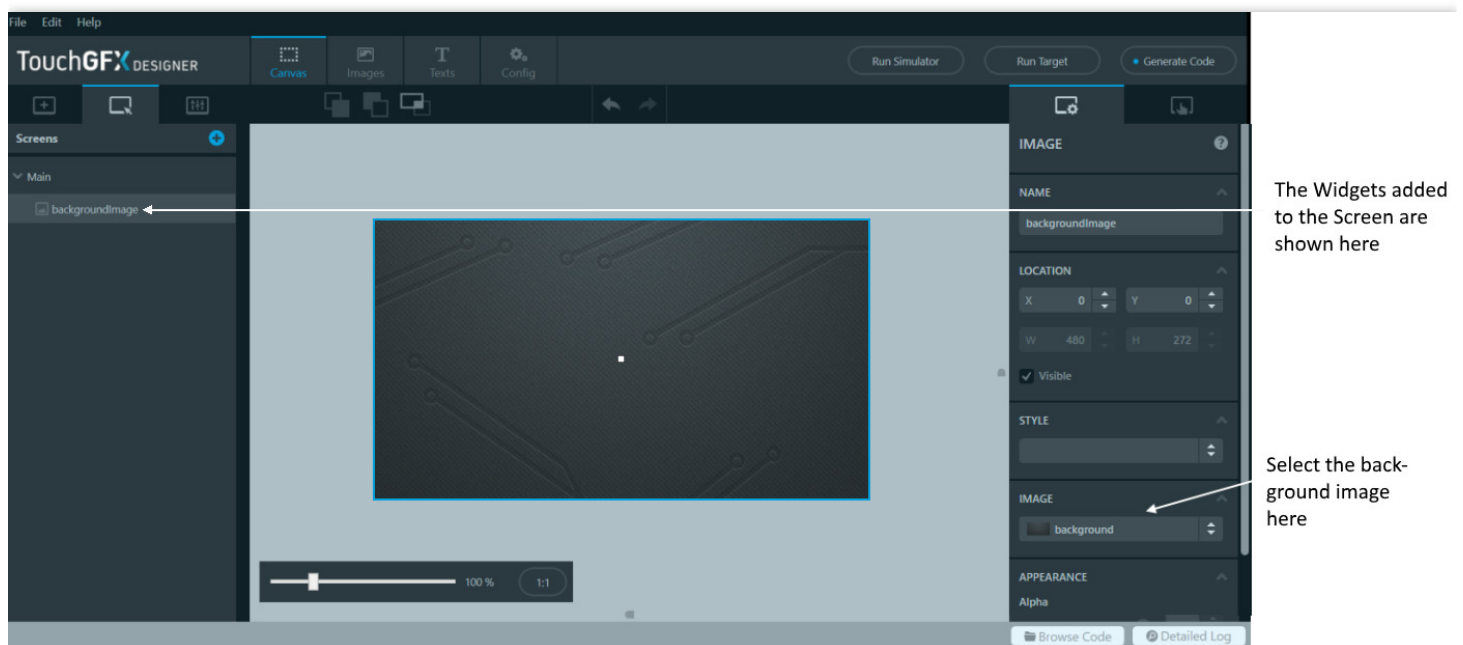 File Edit Help
TouchGFX DESIGNER
Canvas
Images
Texts
Config
Run Simulator
Run Target
Generate Code
Screens
Main
backgroundImage
100 %
1:1
IMAGE
NAME
backgroundImage
LOCATION
X 0 Y 0
W 480 H 272
Visible
STYLE
IMAGE
background
APPEARANCE
Alpha
Browse Code
Detailed Log
The Widgets added
to the Screen are
shown here
Select the back-
ground image
here